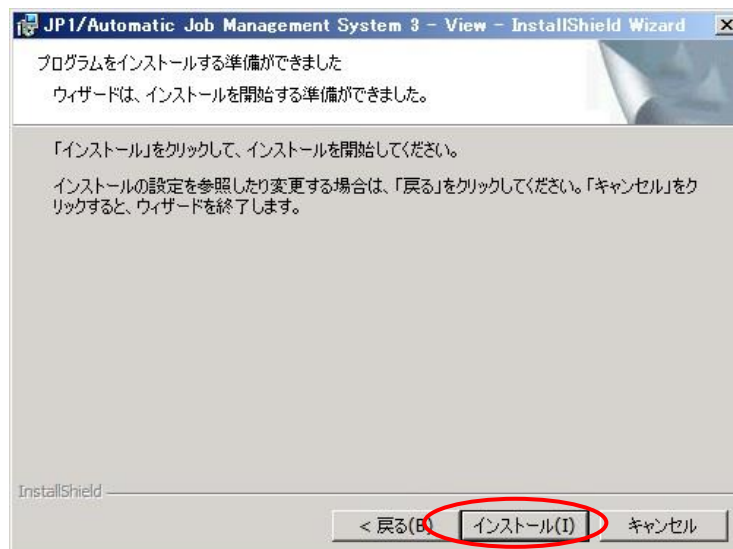 JP1/Automatic Job Management System 3 - View - InstallShield Wizard
プログラムをインストールする準備ができました
ウィザードは、インストールを開始する準備ができました。
「インストール」をクリックして、インストールを開始してください。
インストールの設定を参照したり変更する場合は、「戻る」をクリックしてください。「キャンセル」をク
リックすると、ウィザードを終了します。
InstallShield
< 戻る(B) インストール(I) キャンセル